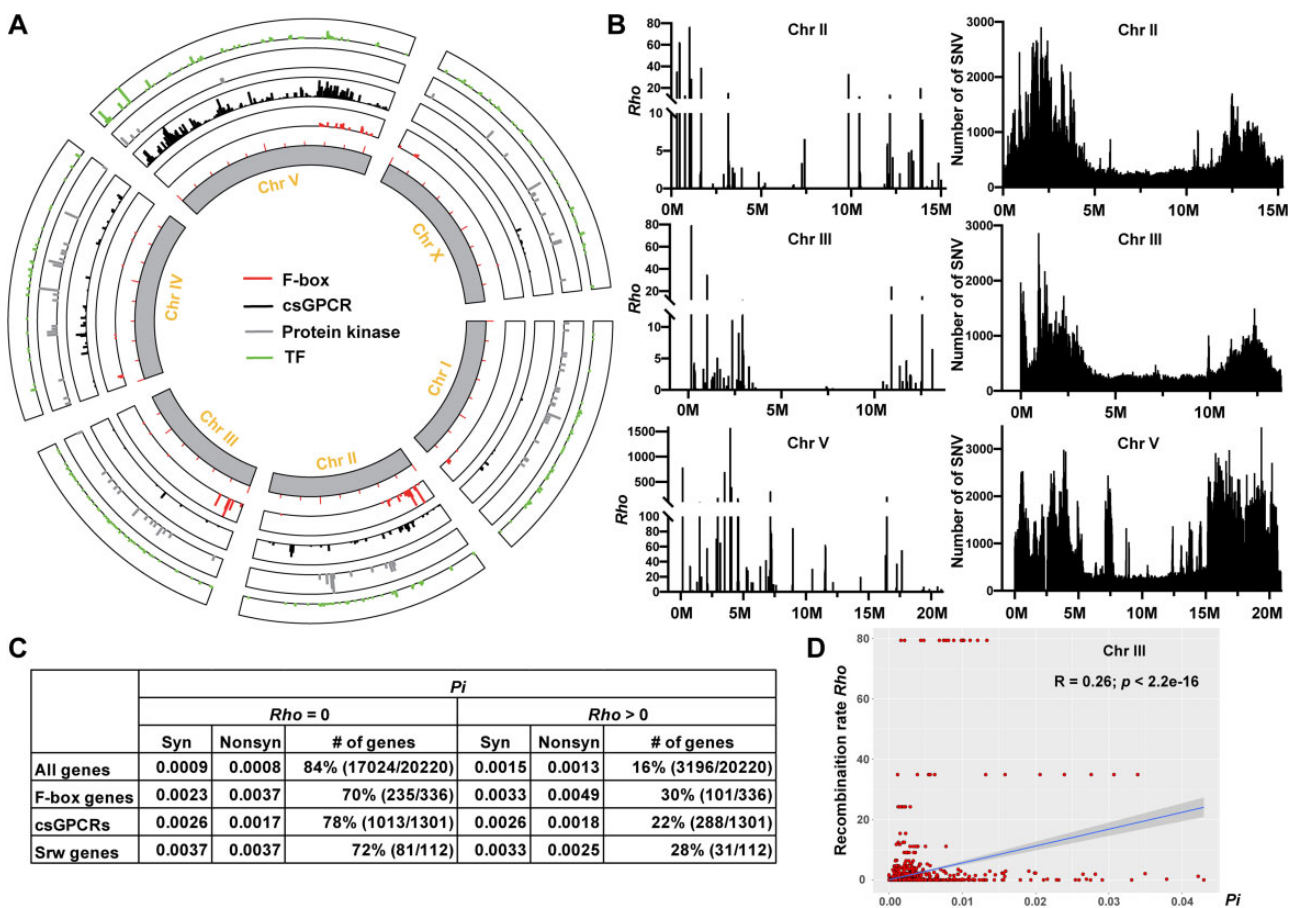 A
Chr V
Chr X
Chr IV
Chr I
Chr III
Chr II
F-box
csGPCR
Protein kinase
TF
B
Chr II
80
60
40
20
10
5
0
Rho
0M 5M 10M 15M
Chr II
3000
2000
1000
0
Number of of SNV
0M 5M 10M 15M
Chr III
80
60
40
20
10
5
0
Rho
0M 5M 10M
Chr III
3000
2000
1000
0
Number of of SNV
0M 5M 10M
Chr V
1500
1000
500
100
80
60
40
20
0
Rho
0M 5M 10M 15M 20M
Chr V
3000
2000
1000
0
Number of of SNV
0M 5M 10M 15M 20M
C
Pi
Rho = 0 Rho > 0
Syn Nonsyn # of genes Syn Nonsyn # of genes
All genes 0.0009 0.0008 84% (17024/20220) 0.0015 0.0013 16% (3196/20220)
F-box genes 0.0023 0.0037 70% (235/336) 0.0033 0.0049 30% (101/336)
csGPCRs 0.0026 0.0017 78% (1013/1301) 0.0026 0.0018 22% (288/1301)
Srw genes 0.0037 0.0037 72% (81/112) 0.0033 0.0025 28% (31/112)
D
Chr III
R = 0.26; p < 2.2e-16
Recombinaition rate Rho
80
60
40
20
0
0.00 0.01 0.02 0.03 0.04
Pi